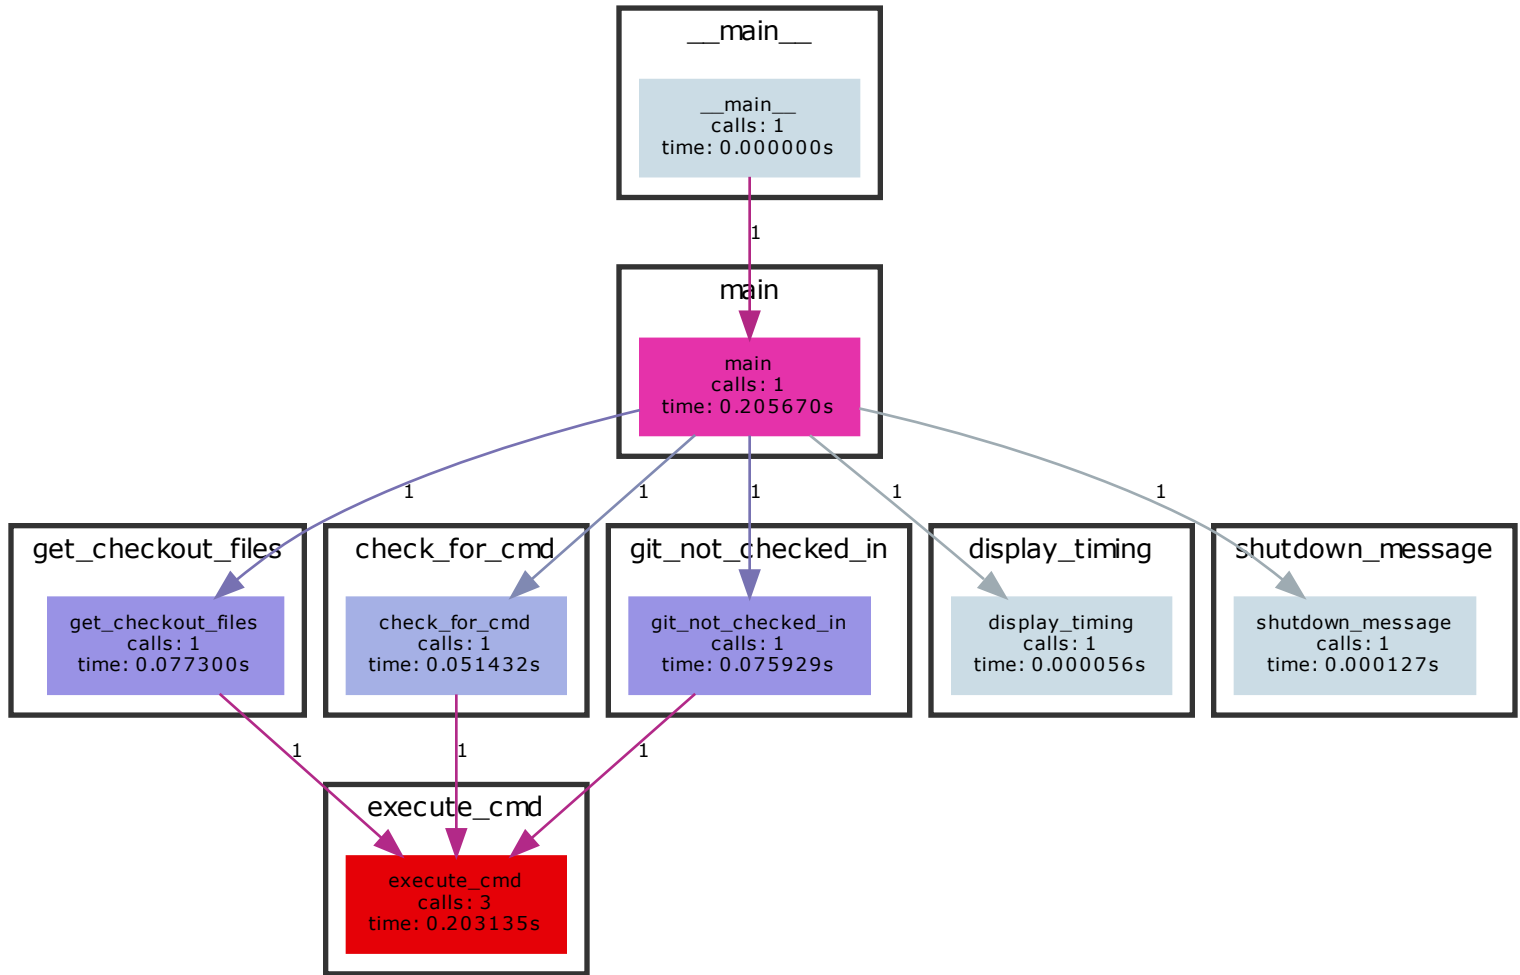 __main__
__main__
calls: 1
time: 0.000000s
1
main
main
calls: 1
time: 0.205670s
1
1
1
1
1
get_checkout_files
get_checkout_files
calls: 1
time: 0.077300s
check_for_cmd
check_for_cmd
calls: 1
time: 0.051432s
git_not_checked_in
git_not_checked_in
calls: 1
time: 0.075929s
display_timing
display_timing
calls: 1
time: 0.000056s
shutdown_message
shutdown_message
calls: 1
time: 0.000127s
1
1
1
execute_cmd
execute_cmd
calls: 3
time: 0.203135s